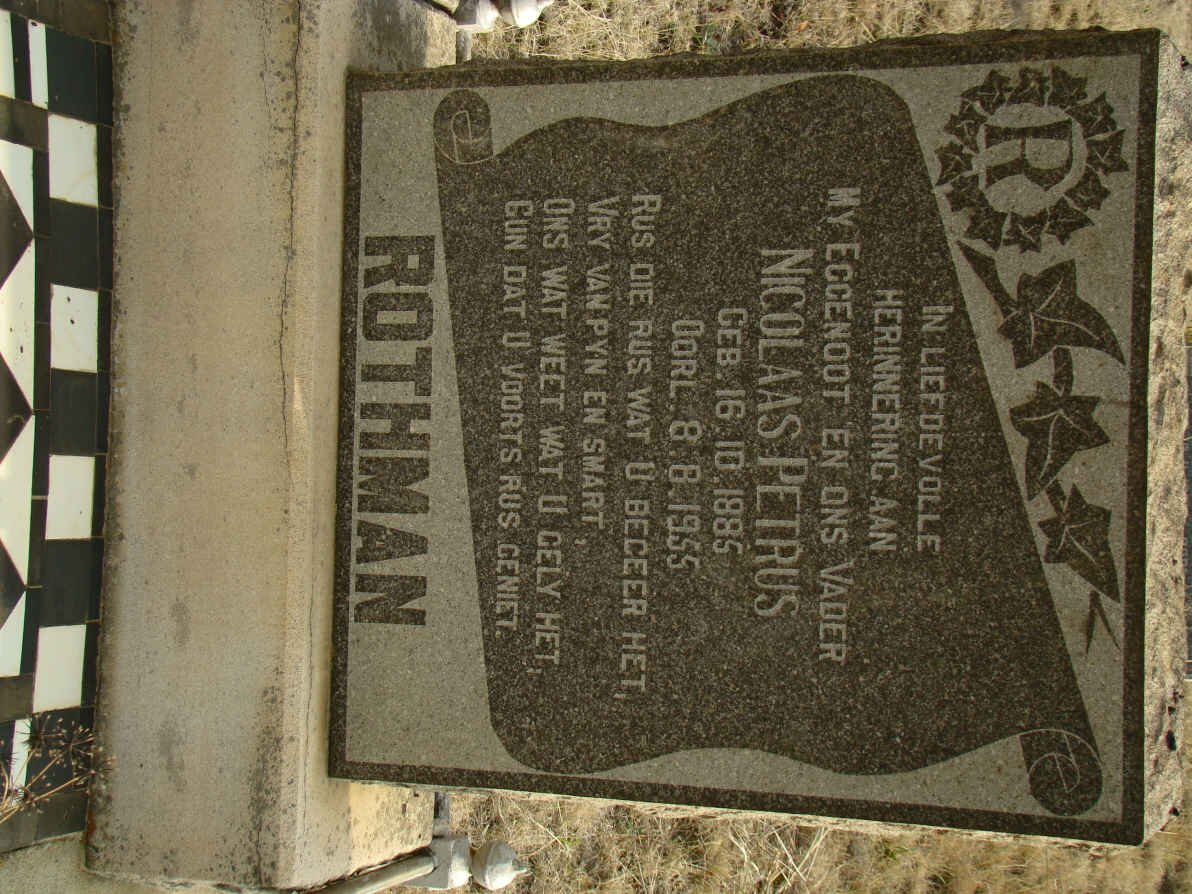 R
IN LIEFDEVOLLE
HERINNERING AAN
MY EGGENOOT EN ONS VADER
NICOLAAS PETRUS
GEB. 16.10.1885
OORL. 8.8.1955
RUS DIE RUS WAT U BEGEER HET,
VRY VAN PYN EN SMART,
ONS WAT WEET WAT U GELY HET,
GUN DAT U VOORTS RUS GENIET.
ROTHMAN